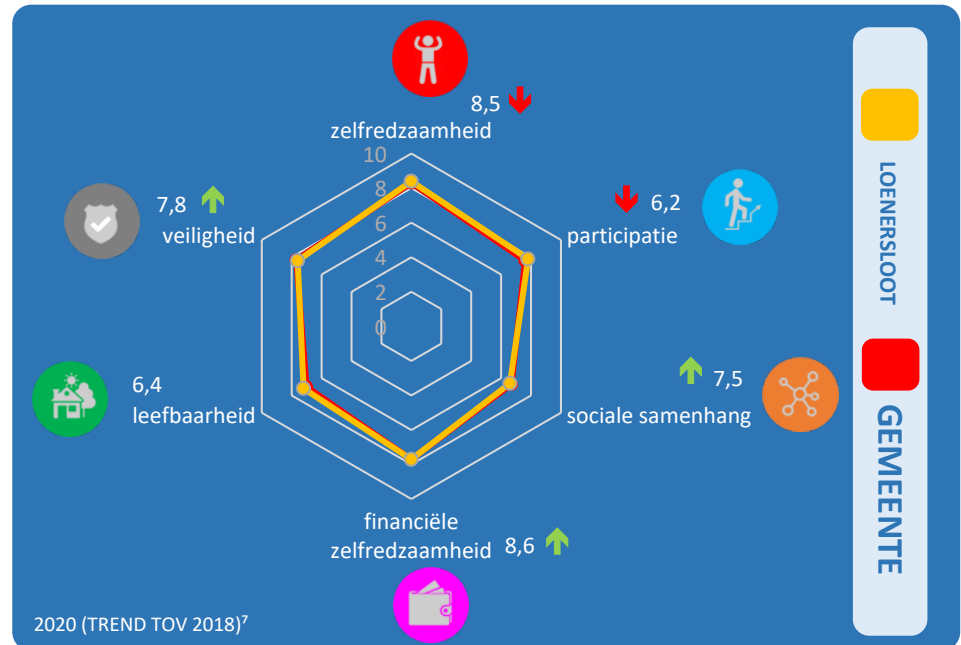 8,5
zelfredzaamheid
10
8
6
4
2
0
7,8
veiligheid
6,2
participatie
6,4
leefbaarheid
7,5
sociale samenhang
financiële
zelfredzaamheid 8,6
LOENERSLOOT
GEMEENTE
2020 (TREND TOV 2018)⁷